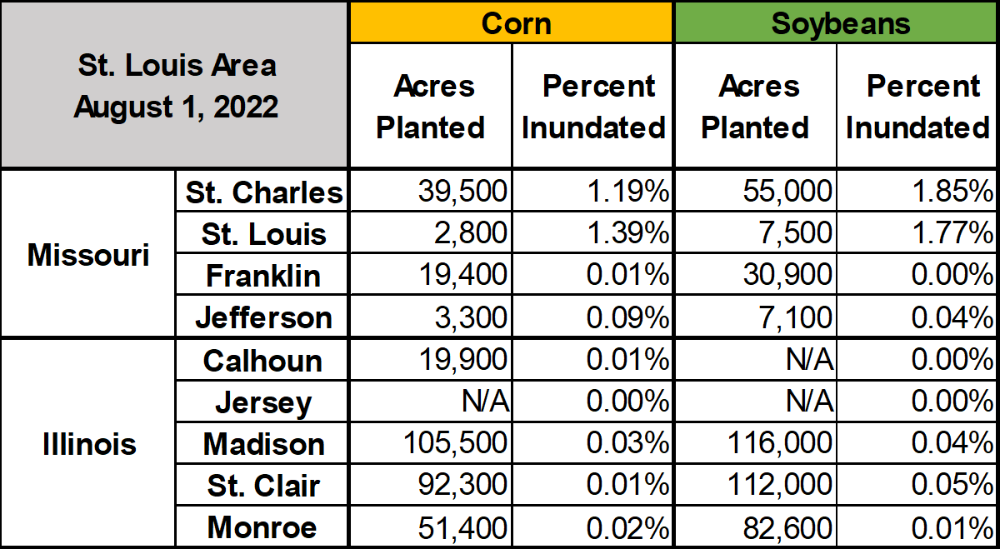 St. Louis Area
August 1, 2022
Corn
Soybeans
Acres Planted
Percent Inundated
Acres Planted
Percent Inundated
Missouri
St. Charles 39,500 1.19% 55,000 1.85%
St. Louis 2,800 1.39% 7,500 1.77%
Franklin 19,400 0.01% 30,900 0.00%
Jefferson 3,300 0.09% 7,100 0.04%
Illinois
Calhoun 19,900 0.01% N/A 0.00%
Jersey N/A 0.00% N/A 0.00%
Madison 105,500 0.03% 116,000 0.04%
St. Clair 92,300 0.01% 112,000 0.05%
Monroe 51,400 0.02% 82,600 0.01%